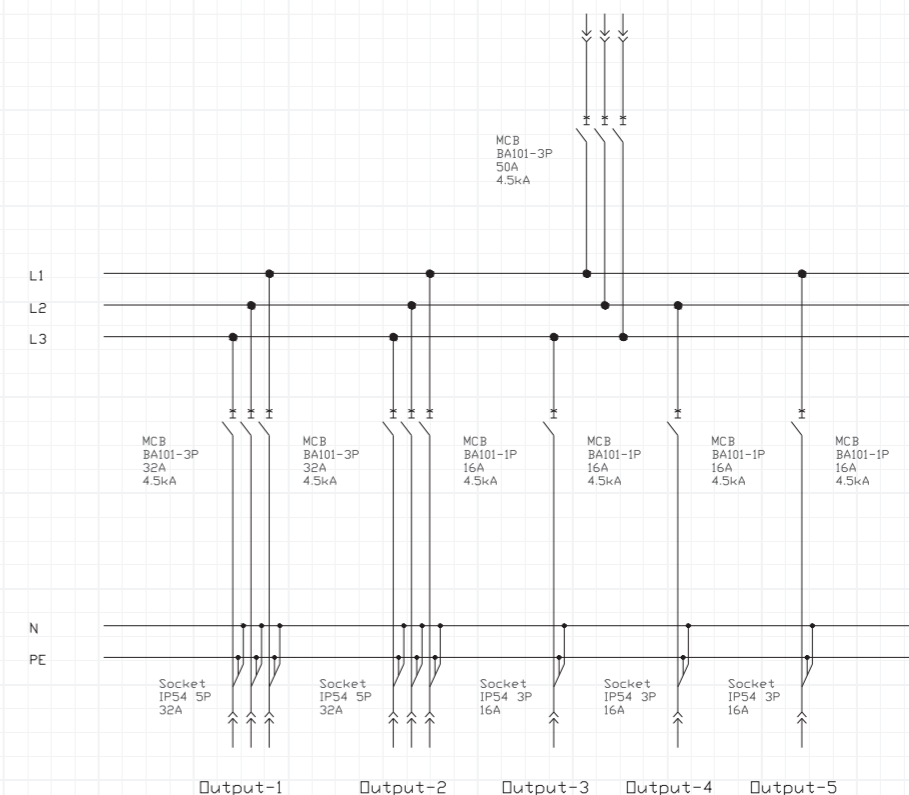 MCB
BA101-3P
50A
4.5kA
L1
L2
L3
MCB
BA101-3P
32A
4.5kA
MCB
BA101-3P
32A
4.5kA
MCB
BA101-1P
16A
4.5kA
MCB
BA101-1P
16A
4.5kA
MCB
BA101-1P
16A
4.5kA
MCB
BA101-1P
16A
4.5kA
N
PE
Socket
IP54 5P
32A
Socket
IP54 5P
32A
Socket
IP54 3P
16A
Socket
IP54 3P
16A
Socket
IP54 3P
16A
Output-1
Output-2
Output-3
Output-4
Output-5